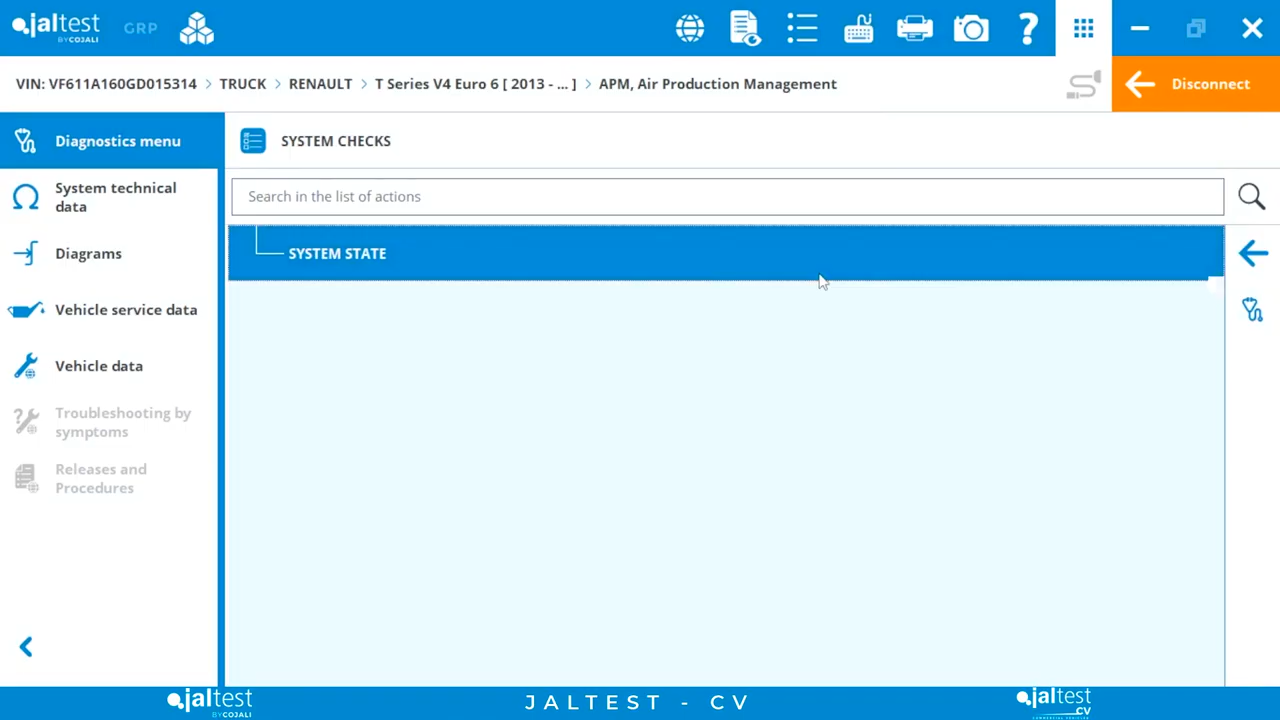 jaltest
BY COJALI
GRP
VIN: VF611A160GD015314 > TRUCK > RENAULT > T Series V4 Euro 6 [ 2013 - ... ] > APM, Air Production Management
Disconnect
Diagnostics menu
SYSTEM CHECKS
System technical
data
Search in the list of actions
Diagrams
SYSTEM STATE
Vehicle service data
Vehicle data
Troubleshooting by
symptoms
Releases and
Procedures
jaltest
BY COJALI
JALTEST - CV
jaltest
CV
COMMERCIAL VEHICLES